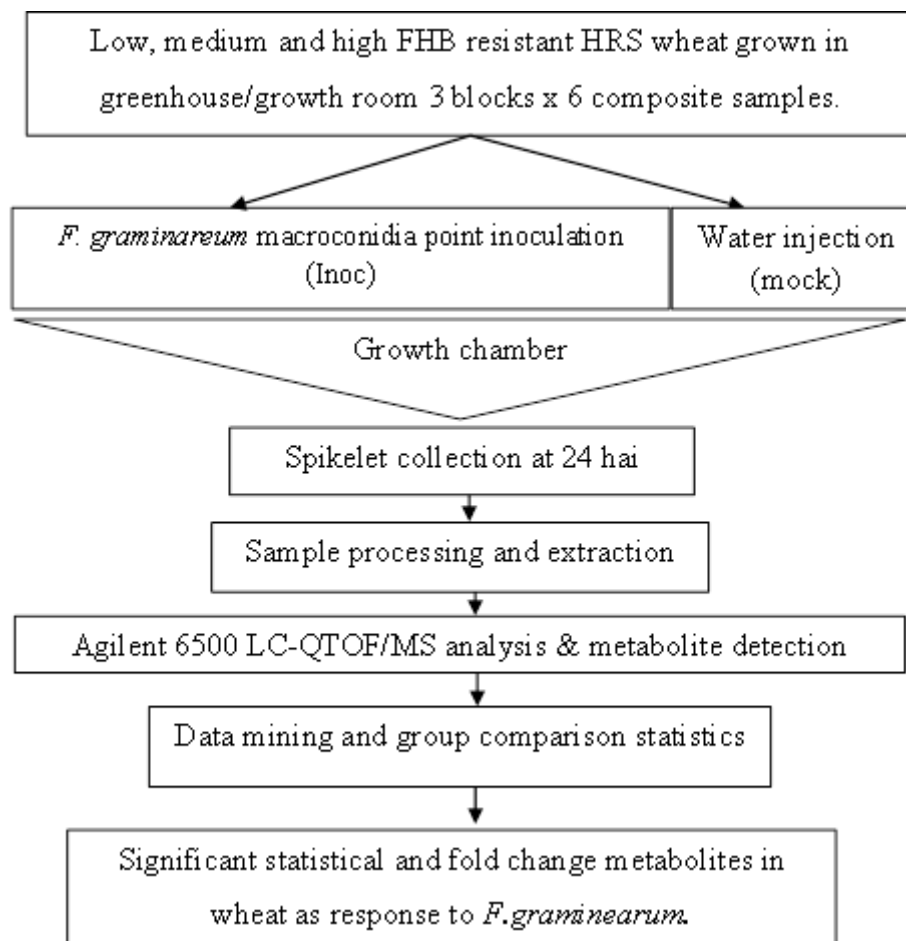 Low, medium and high FHB resistant HRS wheat grown in
greenhouse/growth room 3 blocks x 6 composite samples.
F. graminareum macroconidia point inoculation
(Inoc)
Water injection
(mock)
Growth chamber
Spikelet collection at 24 hai
Sample processing and extraction
Agilent 6500 LC-QTOF/MS analysis & metabolite detection
Data mining and group comparison statistics
Significant statistical and fold change metabolites in
wheat as response to F.graminearum.